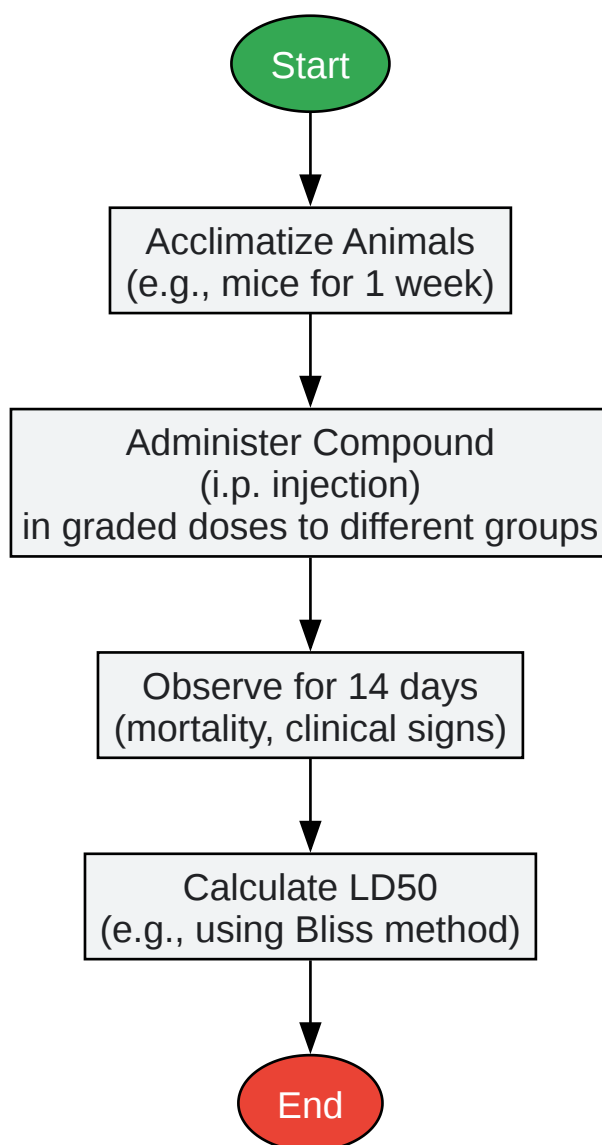 Start
Acclimatize Animals
(e.g., mice for 1 week)
Administer Compound
(i.p. injection)
in graded doses to different groups
Observe for 14 days
(mortality, clinical signs)
Calculate LD50
(e.g., using Bliss method)
End